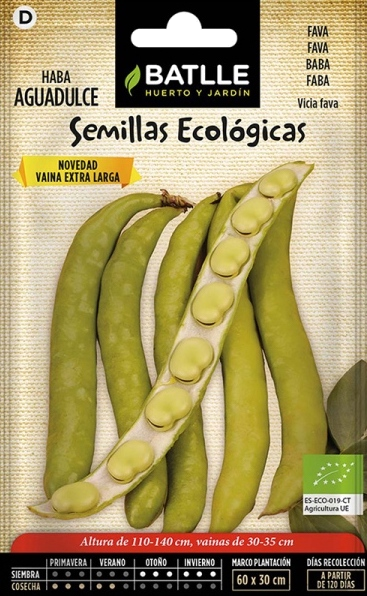 D
BATLLE
HUERTO Y JARDÍN
HABA
AGUADULCE
FAVA
FAVA
BABA
FABA
Vicia fava
Semillas Ecológicas
NOVEDAD
VAINA EXTRA LARGA
ES-ECO-019-CT
Agricultura UE
Altura de 110-140 cm, vainas de 30-35 cm
PRIMAVERA VERANO OTOÑO INVIERNO
SIEMBRA
COSECHA
MARCO PLANTACIÓN
60 x 30 cm
DÍAS RECOLECCIÓN
A PARTIR
DE 120 DÍAS